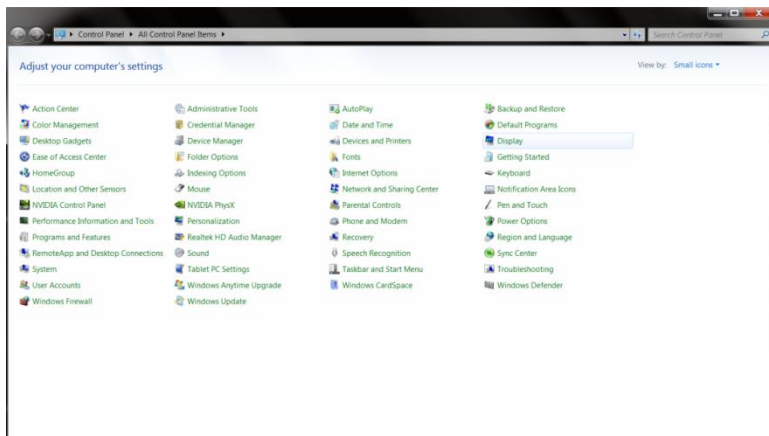 Control Panel All Control Panel Items
Search Control Panel
Adjust your computer's settings
View by: Small icons
Action Center Administrative Tools AutoPlay Backup and Restore
Color Management Credential Manager Date and Time Default Programs
Desktop Gadgets Device Manager Devices and Printers Display
Ease of Access Center Folder Options Fonts Getting Started
HomeGroup Indexing Options Internet Options Keyboard
Location and Other Sensors Mouse Network and Sharing Center Notification Area Icons
NVIDIA Control Panel NVIDIA PhysX Parental Controls Pen and Touch
Performance Information and Tools Personalization Phone and Modem Power Options
Programs and Features Realtek HD Audio Manager Recovery Region and Language
RemoteApp and Desktop Connections Sound Speech Recognition Sync Center
System Tablet PC Settings Taskbar and Start Menu Troubleshooting
User Accounts Windows Anytime Upgrade Windows CardSpace Windows Defender
Windows Firewall Windows Update